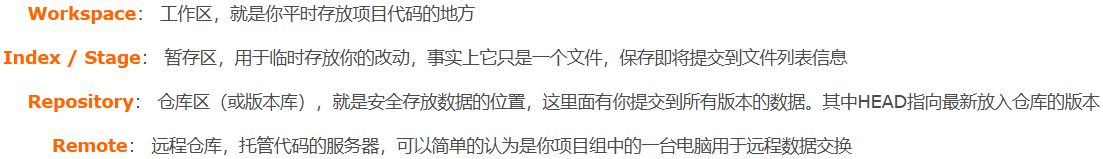 Workspace： 工作区，就是你平时存放项目代码的地方
Index / Stage： 暂存区，用于临时存放你的改动，事实上它只是一个文件，保存即将提交到文件列表信息
Repository： 仓库区（或版本库），就是安全存放数据的位置，这里面有你提交到所有版本的数据。其中HEAD指向最新放入仓库的版本
Remote： 远程仓库，托管代码的服务器，可以简单的认为是你项目组中的一台电脑用于远程数据交换